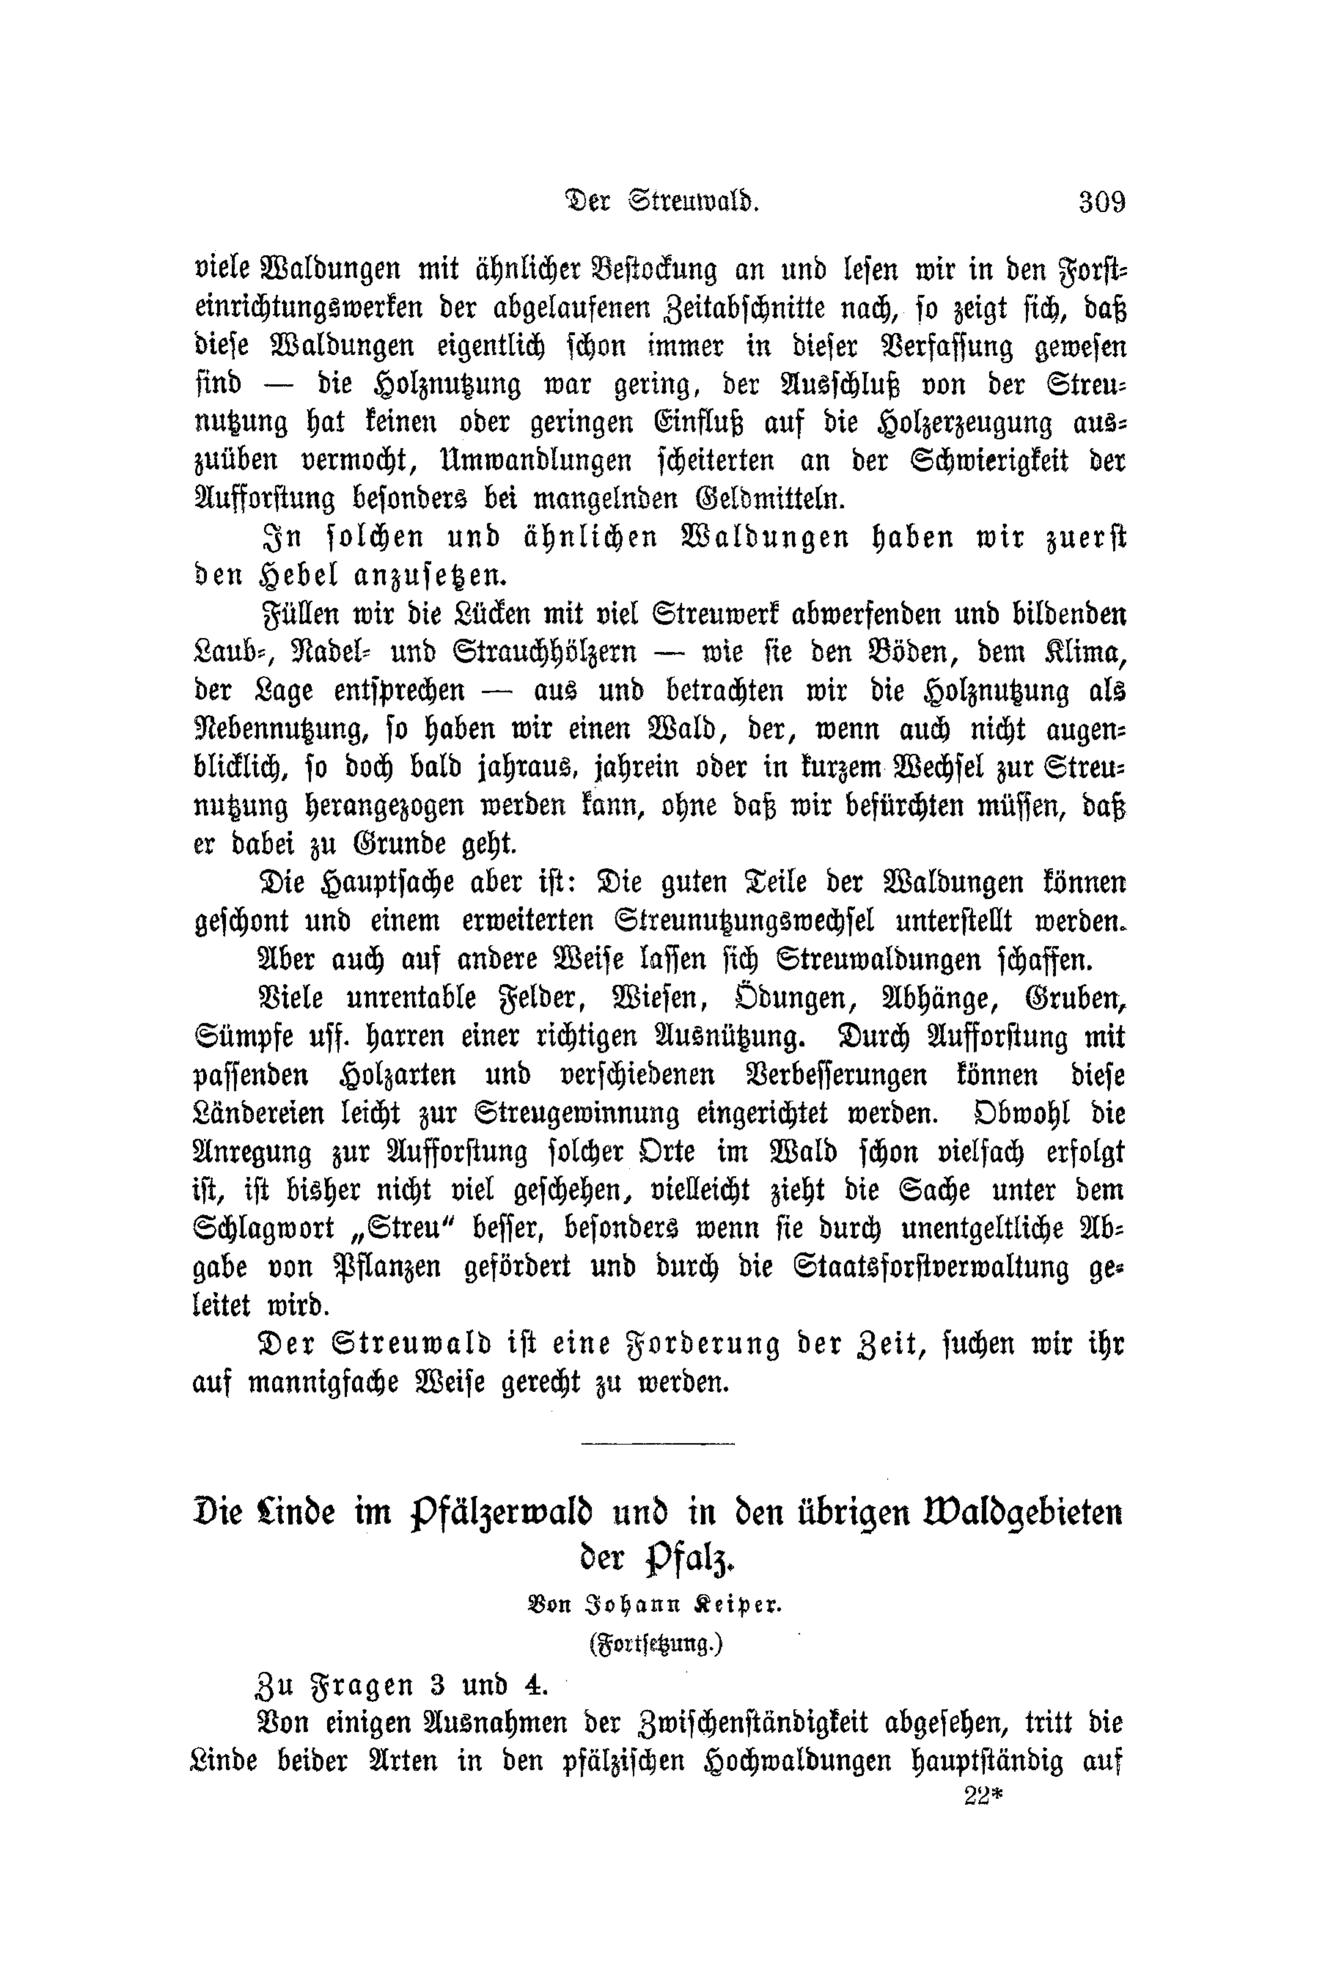 Der Streuwald. 309
viele Waldungen mit ähnlicher Bestockung an und lesen wir in den Forst-
einrichtungswerken der abgelaufenen Zeitabschnitte nach, so zeigt sich, daß
diese Waldungen eigentlich schon immer in dieser Verfassung gewesen
sind — die Holznutzung war gering, der Ausschluß von der Streu-
nutzung hat keinen oder geringen Einfluß auf die Holzerzeugung aus-
zuüben vermocht, Umwandlungen scheiterten an der Schwierigkeit der
Aufforstung besonders bei mangelnden Geldmitteln.
In solchen und ähnlichen Waldungen haben wir zuerst
den Hebel anzusetzen.
Füllen wir die Lücken mit viel Streuwerk abwerfenden und bildenden
Laub-, Nadel- und Strauchhölzern — wie sie den Böden, dem Klima,
der Lage entsprechen — aus und betrachten wir die Holznutzung als
Nebennutzung, so haben wir einen Wald, der, wenn auch nicht augen-
blicklich, so doch bald jahraus, jahrein oder in kurzem Wechsel zur Streu-
nutzung herangezogen werden kann, ohne daß wir befürchten müssen, daß
er dabei zu Grunde geht.
Die Hauptsache aber ist: Die guten Teile der Waldungen können
geschont und einem erweiterten Streunutzungswechsel unterstellt werden.
Aber auch auf andere Weise lassen sich Streuwaldungen schaffen.
Viele unrentable Felder, Wiesen, Ödungen, Abhänge, Gruben,
Sümpfe usf. harren einer richtigen Ausnützung. Durch Aufforstung mit
passenden Holzarten und verschiedenen Verbesserungen können diese
Ländereien leicht zur Streugewinnung eingerichtet werden. Obwohl die
Anregung zur Aufforstung solcher Orte im Wald schon vielfach erfolgt
ist, ist bisher nicht viel geschehen, vielleicht zieht die Sache unter dem
Schlagwort „Streu“ besser, besonders wenn sie durch unentgeltliche Ab-
gabe von Pflanzen gefördert und durch die Staatsforstverwaltung ge-
leitet wird.
Der Streuwald ist eine Forderung der Zeit, suchen wir ihr
auf mannigfache Weise gerecht zu werden.
Die Linde im Pfälzerwald und in den übrigen Waldgebieten
der Pfalz.
Von Johann Keiper.
(Fortsetzung.)
Zu Fragen 3 und 4.
Von einigen Ausnahmen der Zwischenständigkeit abgesehen, tritt die
Linde beider Arten in den pfälzischen Hochwaldungen hauptständig auf
22*